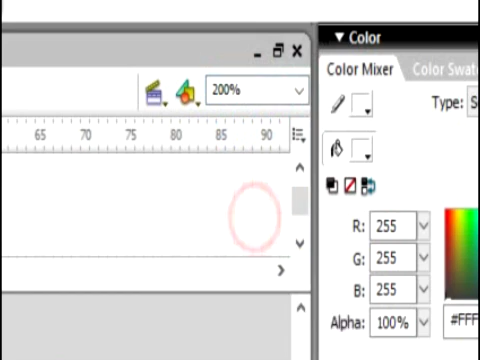 Color
Color Mixer Color Swat
200%
Type: S
65 70 75 80 85 90
R: 255
G: 255
B: 255
Alpha: 100% #FFF